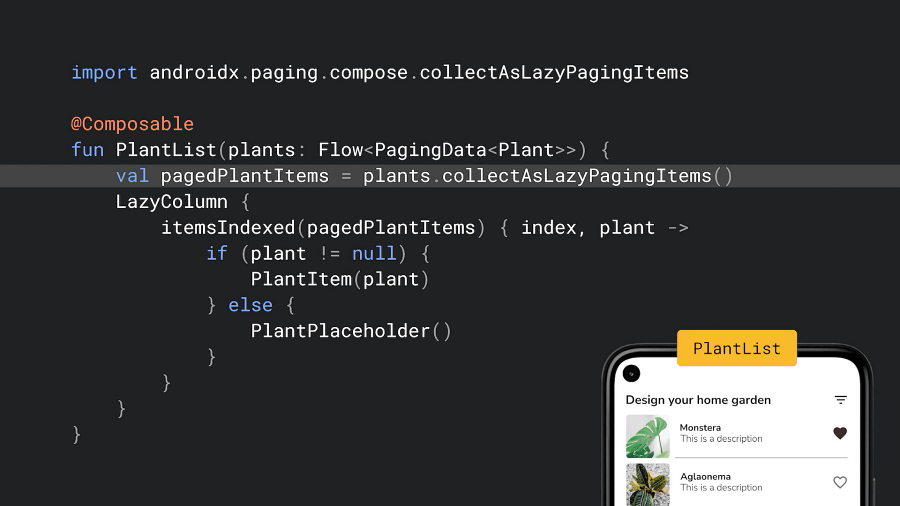 import androidx.paging.compose.collectAsLazyPagingItems
@Composable
fun PlantList(plants: Flow<PagingData<Plant>>) {
val pagedPlantItems = plants.collectAsLazyPagingItems()
LazyColumn {
itemsIndexed(pagedPlantItems) { index, plant ->
if (plant != null) {
PlantItem(plant)
} else {
PlantPlaceholder()
}
}
}
}
PlantList
Design your home garden
Monstera
This is a description
Aglaonema
This is a description